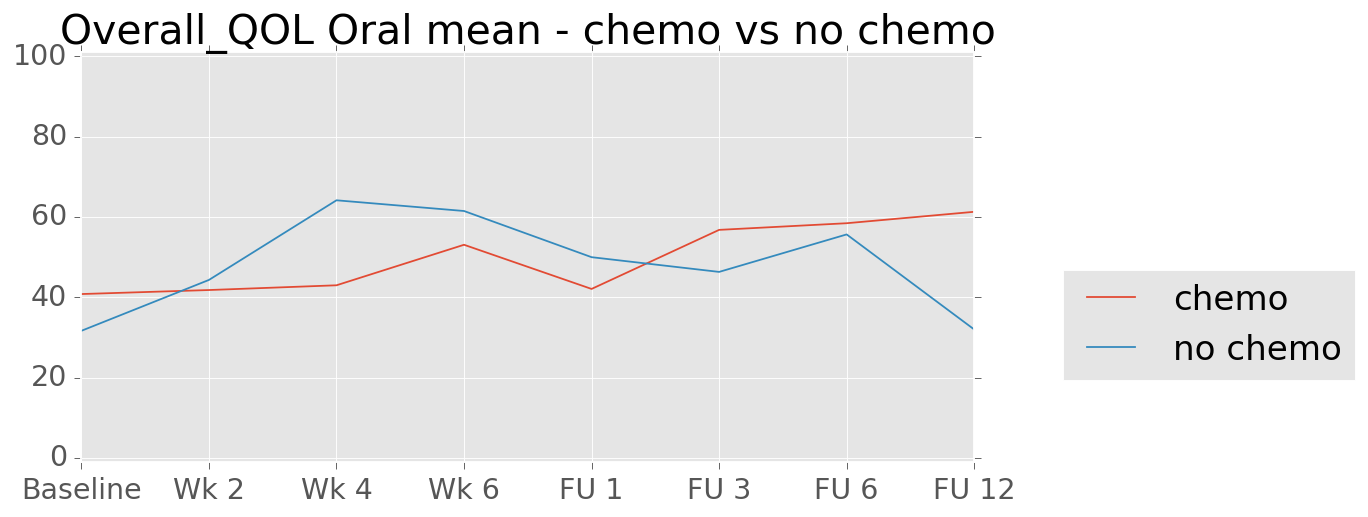 Overall_QOL Oral mean - chemo vs no chemo
100
80
60
40
20
0
Baseline Wk 2 Wk 4 Wk 6 FU 1 FU 3 FU 6 FU 12
chemo
no chemo